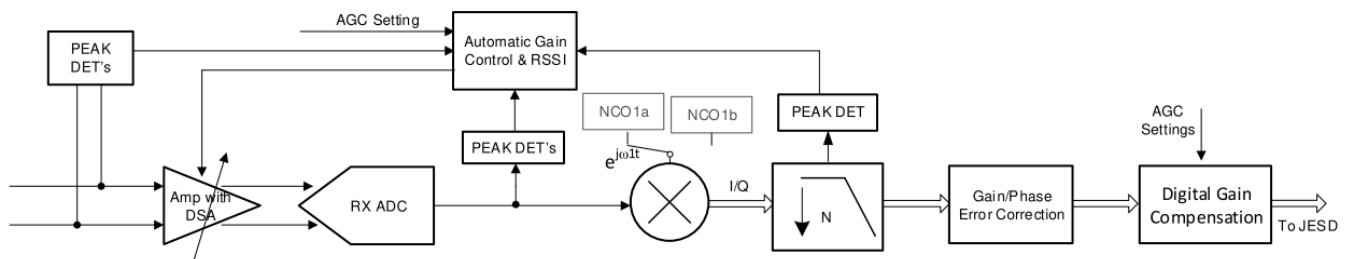 AGC Setting
PEAK
DET's
Automatic Gain
Control & RSSI
NCO1a
NCO1b
PEAK DET
AGC
Settings
PEAK DET's
e^jω1t
Amp with
DSA
RX ADC
I/Q
N
Gain/Phase
Error Correction
Digital Gain
Compensation
To JESD